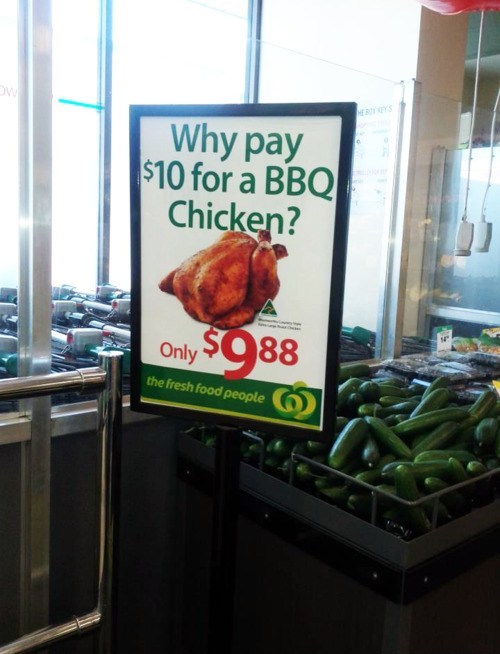 Why pay
$10 for a BBQ
Chicken?
Only $988
the fresh food people